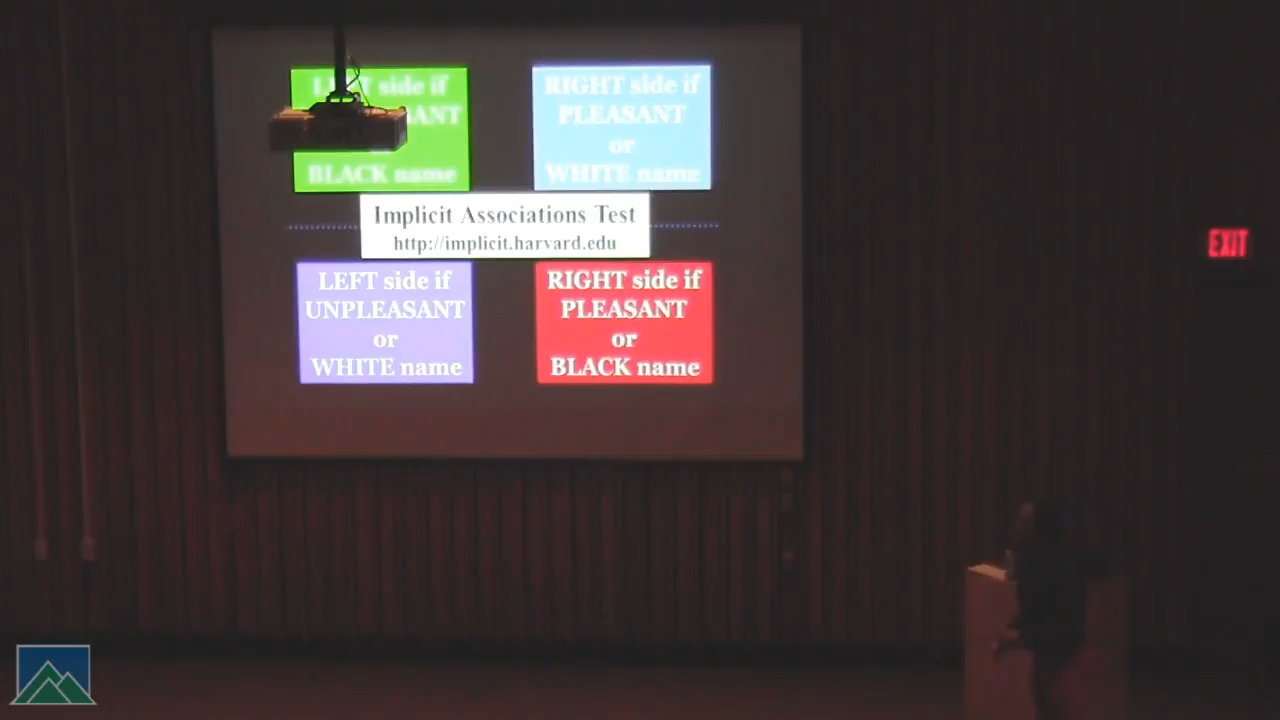 LEFT side if
RIGHT side if
PLEASANT
or
BLACK name
WHITE name
Implicit Associations Test
http://implicit.harvard.edu
LEFT side if
UNPLEASANT
or
WHITE name
RIGHT side if
PLEASANT
or
BLACK name
EXIT